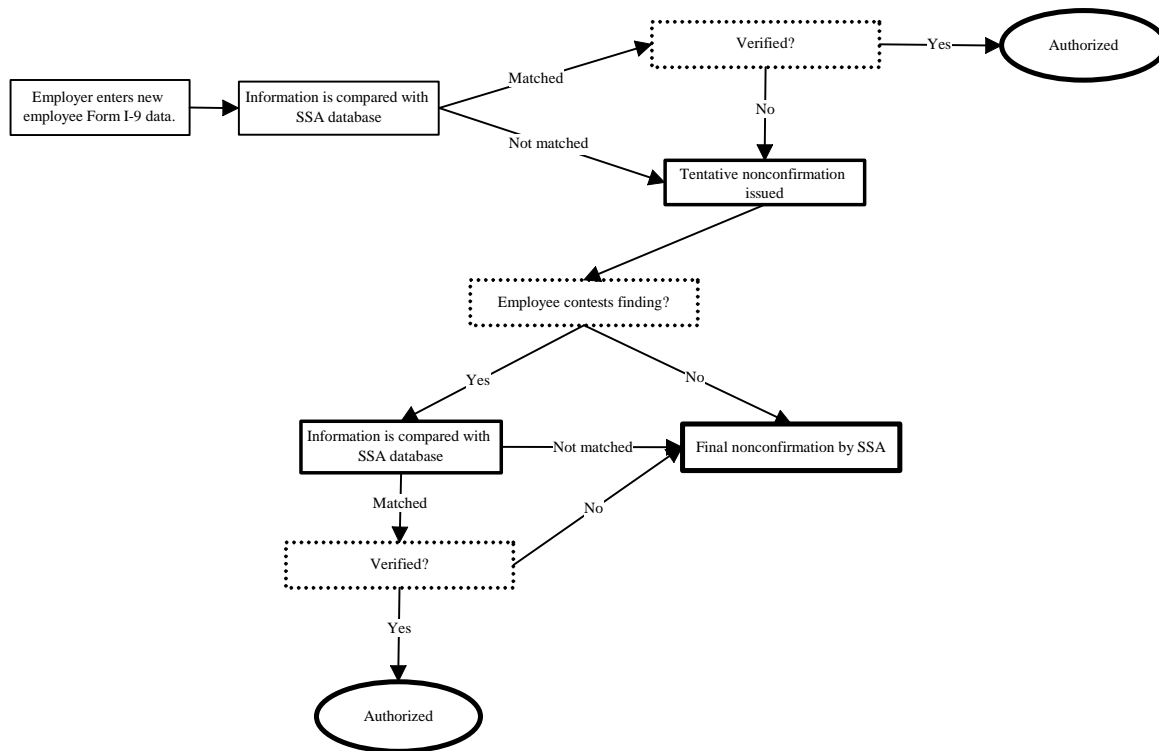 Verified?
Yes
Authorized
Matched
Employer enters new
employee Form I-9 data.
Information is compared with
SSA database
No
Not matched
Tentative nonconfirmation
issued
Employee contests finding?
Yes
No
Information is compared with
SSA database
Not matched
Final nonconfirmation by SSA
Matched
No
Verified?
Yes
Authorized